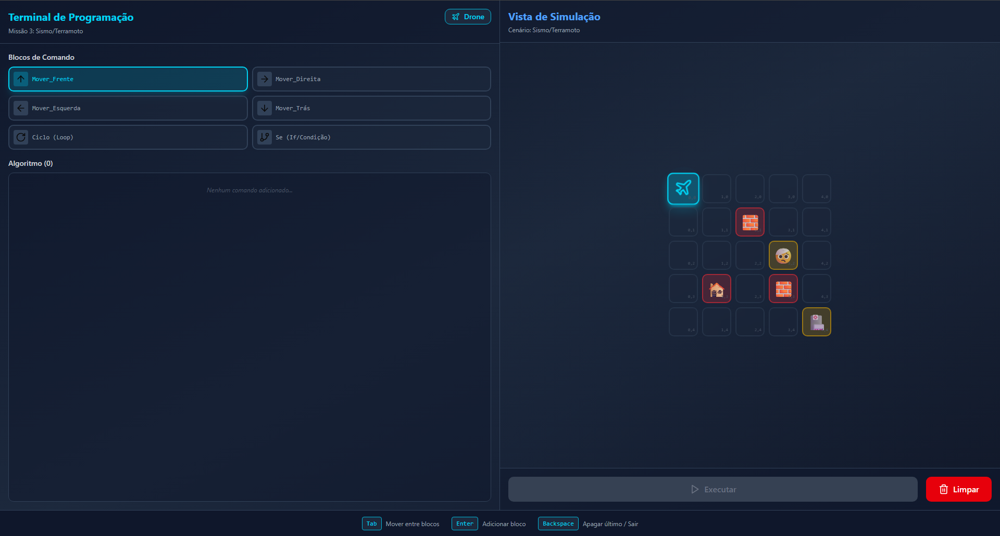 Terminal de Programação
Missão 3: Sismo/Terramoto
Drone
Blocos de Comando
Mover_Frente
Mover_Direita
Mover_Esquerda
Mover_Trás
Ciclo (Loop)
Se (If/Condição)
Algoritmo (0)
Nenhum comando adicionado...
Vista de Simulação
Cenário: Sismo/Terramoto
1,0 2,0 3,0 4,0
0,1 1,1 3,1 4,1
0,2 1,2 2,2 4,2
0,3 2,3 4,3
0,4 1,4 2,4 3,4
Executar
Limpar
Tab Mover entre blocos Enter Adicionar bloco Backspace Apagar último / Sair